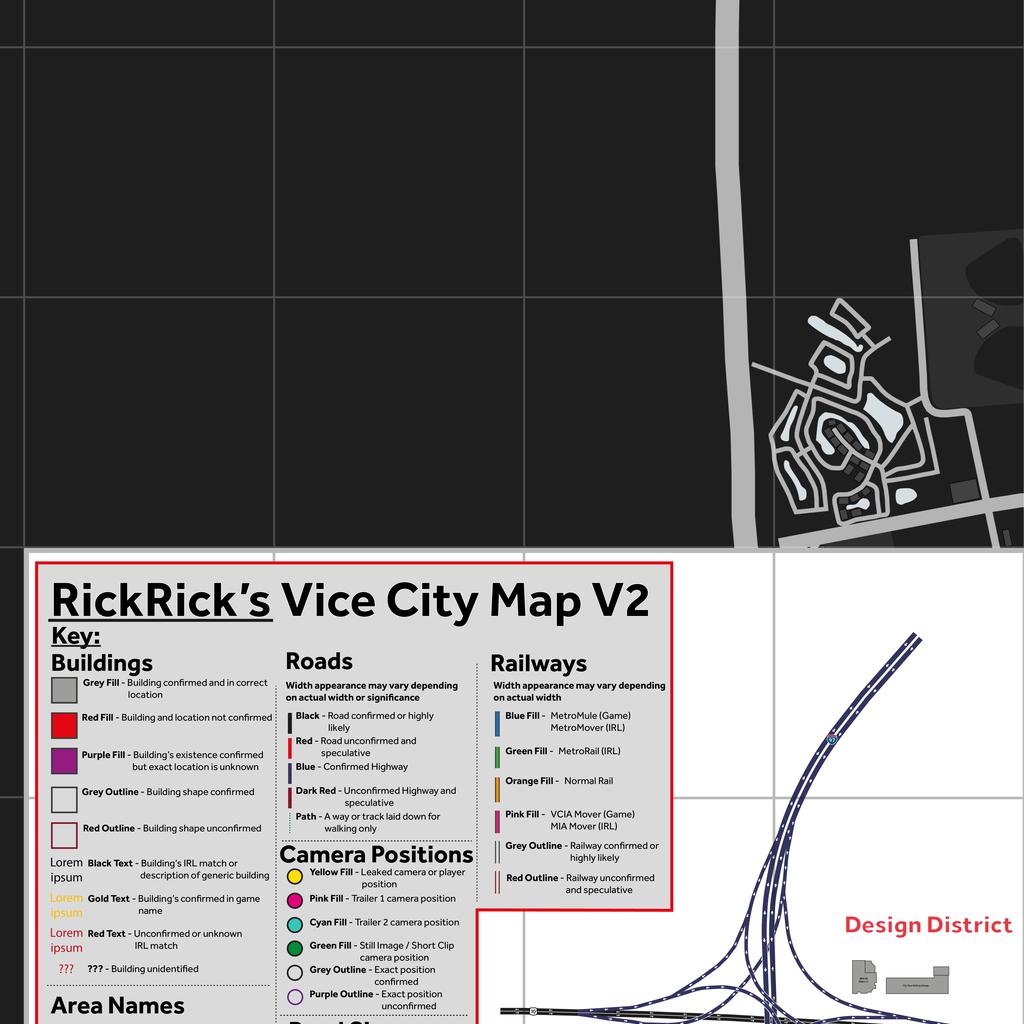 RickRick's Vice City Map V2
Key:
Buildings
Grey Fill - Building confirmed and in correct
location
Red Fill - Building and location not confirmed
Purple Fill - Building's existence confirmed
but exact location is unknown
Grey Outline - Building shape confirmed
Red Outline - Building shape unconfirmed
Lorem
ipsum
Black Text - Building's IRL match or
description of generic building
Lorem
ipsum
Gold Text - Building's confirmed in game
name
Lorem
ipsum
Red Text - Unconfirmed or unknown
IRL match
??? ??? - Building unidentified
Area Names
Roads
Width appearance may vary depending
on actual width or significance
Black - Road confirmed or highly
likely
Red - Road unconfirmed and
speculative
Blue - Confirmed Highway
Dark Red - Unconfirmed Highway and
speculative
Path - A way or track laid down for
walking only
Camera Positions
Yellow Fill - Leaked camera or player
position
Pink Fill - Trailer 1 camera position
Cyan Fill - Trailer 2 camera position
Green Fill - Still Image / Short Clip
camera position
Grey Outline - Exact position
confirmed
Purple Outline - Exact position
unconfirmed
Railways
Width appearance may vary depending
on actual width
Blue Fill - MetroMule (Game)
MetroMover (IRL)
Green Fill - MetroRail (IRL)
Orange Fill - Normal Rail
Pink Fill - VCIA Mover (Game)
MIA Mover (IRL)
Grey Outline - Railway confirmed or
highly likely
Red Outline - Railway unconfirmed
and speculative
Design District